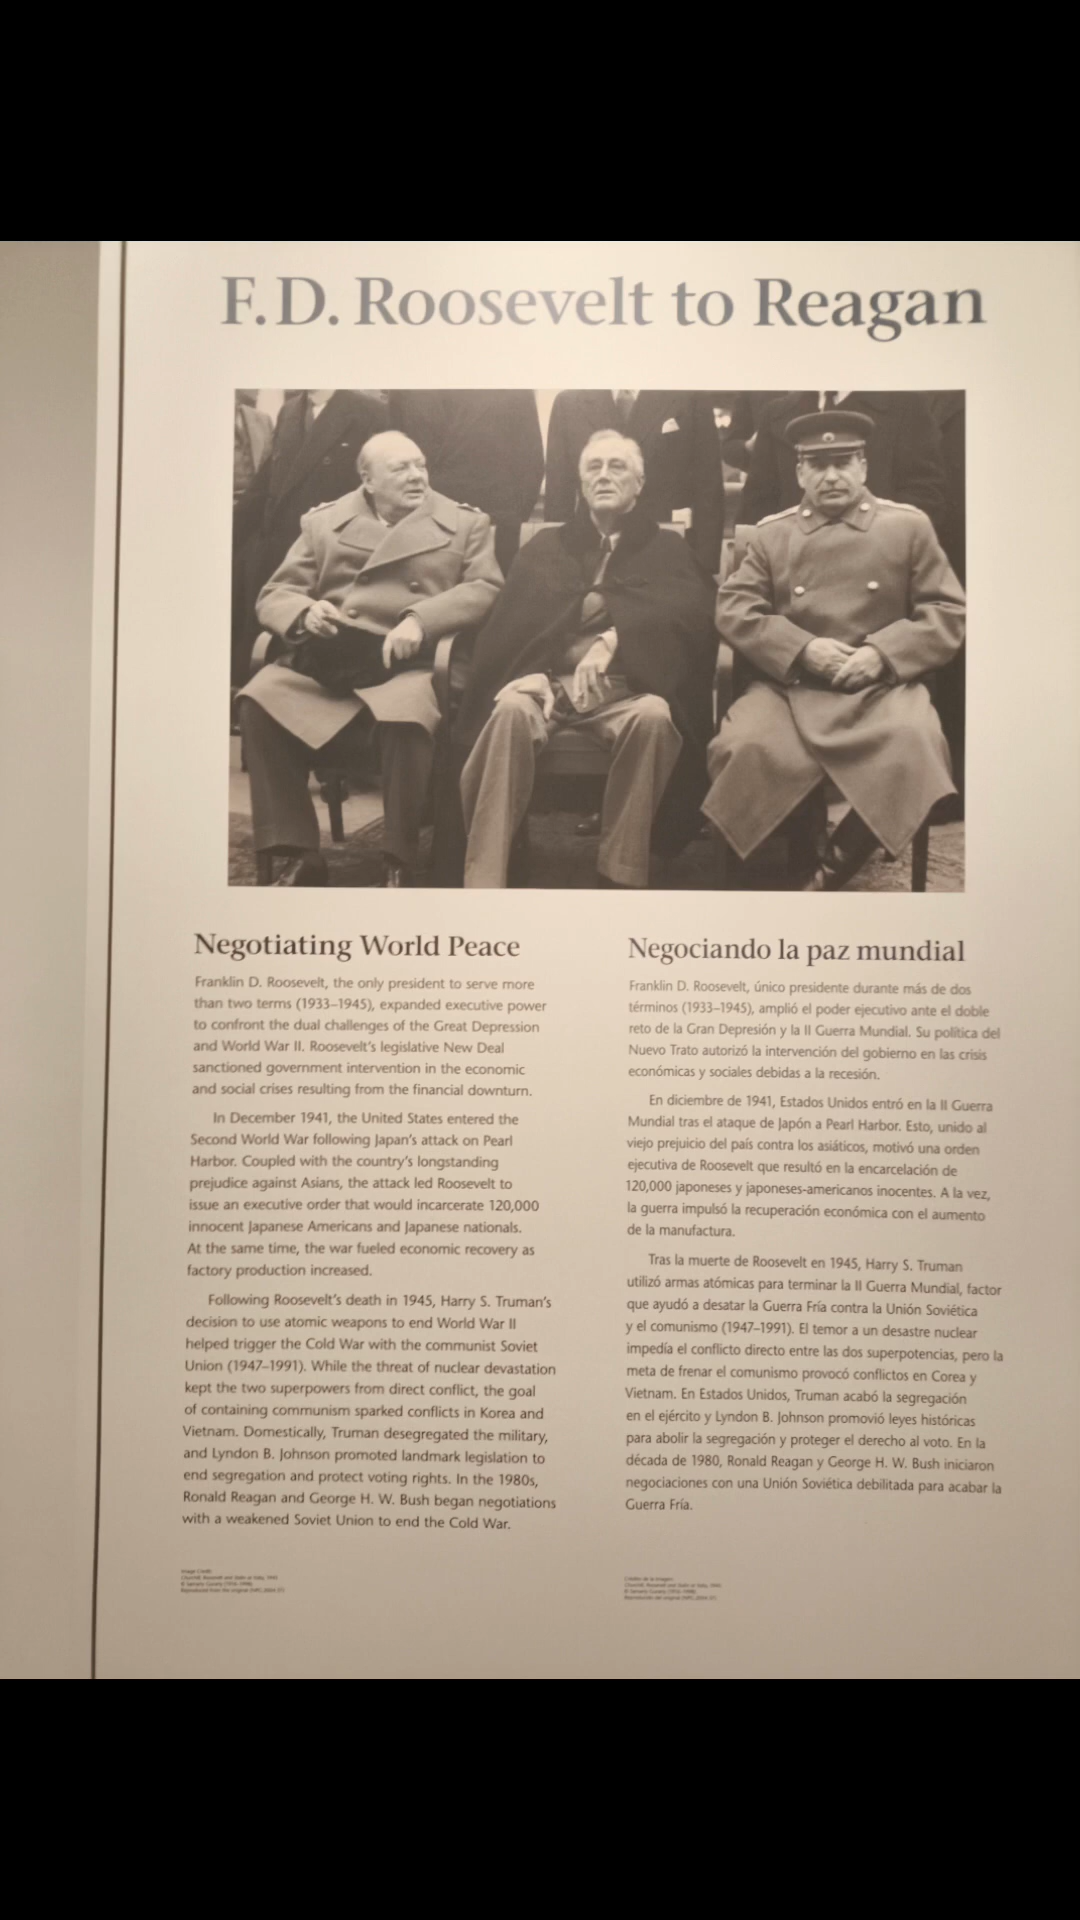 F.D. Roosevelt to Reagan
Negotiating World Peace
Franklin D. Roosevelt, the only president to serve more
than two terms (1933–1945), expanded executive power
to confront the dual challenges of the Great Depression
and World War II. Roosevelt's legislative New Deal
sanctioned government intervention in the economic
and social crises resulting from the financial downturn.
In December 1941, the United States entered the
Second World War following Japan's attack on Pearl
Harbor. Coupled with the country's longstanding
prejudice against Asians, the attack led Roosevelt to
issue an executive order that would incarcerate 120,000
innocent Japanese Americans and Japanese nationals.
At the same time, the war fueled economic recovery as
factory production increased.
Following Roosevelt's death in 1945, Harry S. Truman's
decision to use atomic weapons to end World War II
helped trigger the Cold War with the communist Soviet
Union (1947–1991). While the threat of nuclear devastation
kept the two superpowers from direct conflict, the goal
of containing communism sparked conflicts in Korea and
Vietnam. Domestically, Truman desegregated the military,
and Lyndon B. Johnson promoted landmark legislation to
end segregation and protect voting rights. In the 1980s,
Ronald Reagan and George H. W. Bush began negotiations
with a weakened Soviet Union to end the Cold War.
Image Credit:
Churchill, Roosevelt and Stalin at Yalta, 1945
Negociando la paz mundial
Franklin D. Roosevelt, único presidente durante más de dos
términos (1933–1945), amplió el poder ejecutivo ante el doble
reto de la Gran Depresión y la II Guerra Mundial. Su política del
Nuevo Trato autorizó la intervención del gobierno en las crisis
económicas y sociales debidas a la recesión.
En diciembre de 1941, Estados Unidos entró en la II Guerra
Mundial tras el ataque de Japón a Pearl Harbor. Esto, unido al
viejo prejuicio del país contra los asiáticos, motivó una orden
ejecutiva de Roosevelt que resultó en la encarcelación de
120,000 japoneses y japoneses-americanos inocentes. A la vez,
la guerra impulsó la recuperación económica con el aumento
de la manufactura.
Tras la muerte de Roosevelt en 1945, Harry S. Truman
utilizó armas atómicas para terminar la II Guerra Mundial, factor
que ayudó a desatar la Guerra Fría contra la Unión Soviética
y el comunismo (1947–1991). El temor a un desastre nuclear
impedía el conflicto directo entre las dos superpotencias, pero la
meta de frenar el comunismo provocó conflictos en Corea y
Vietnam. En Estados Unidos, Truman acabó la segregación
en el ejército y Lyndon B. Johnson promovió leyes históricas
para abolir la segregación y proteger el derecho al voto. En la
década de 1980, Ronald Reagan y George H. W. Bush iniciaron
negociaciones con una Unión Soviética debilitada para acabar la
Guerra Fría.